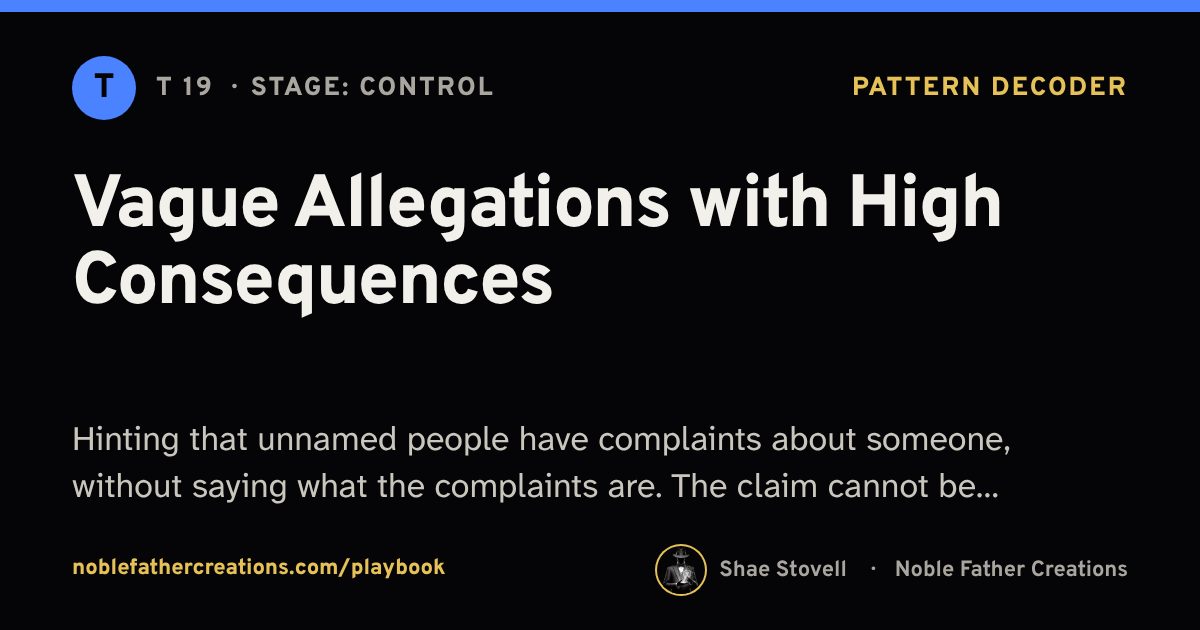 T
T 19 · STAGE: CONTROL
PATTERN DECODER
Vague Allegations with High
Consequences
Hinting that unnamed people have complaints about someone,
without saying what the complaints are. The claim cannot be...
noblefathercreations.com/playbook
Shae Stovell · Noble Father Creations